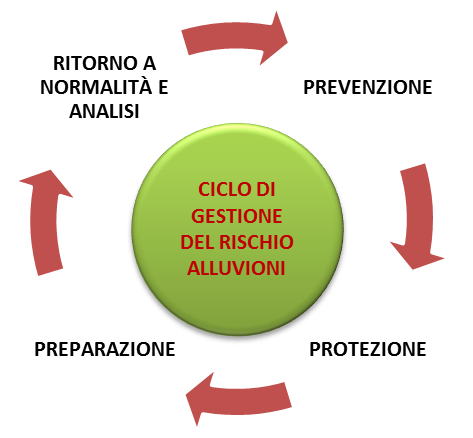 RITORNO A
NORMALITÀ E
ANALISI
PREVENZIONE
CICLO DI
GESTIONE
DEL RISCHIO
ALLUVIONI
PREPARAZIONE
PROTEZIONE